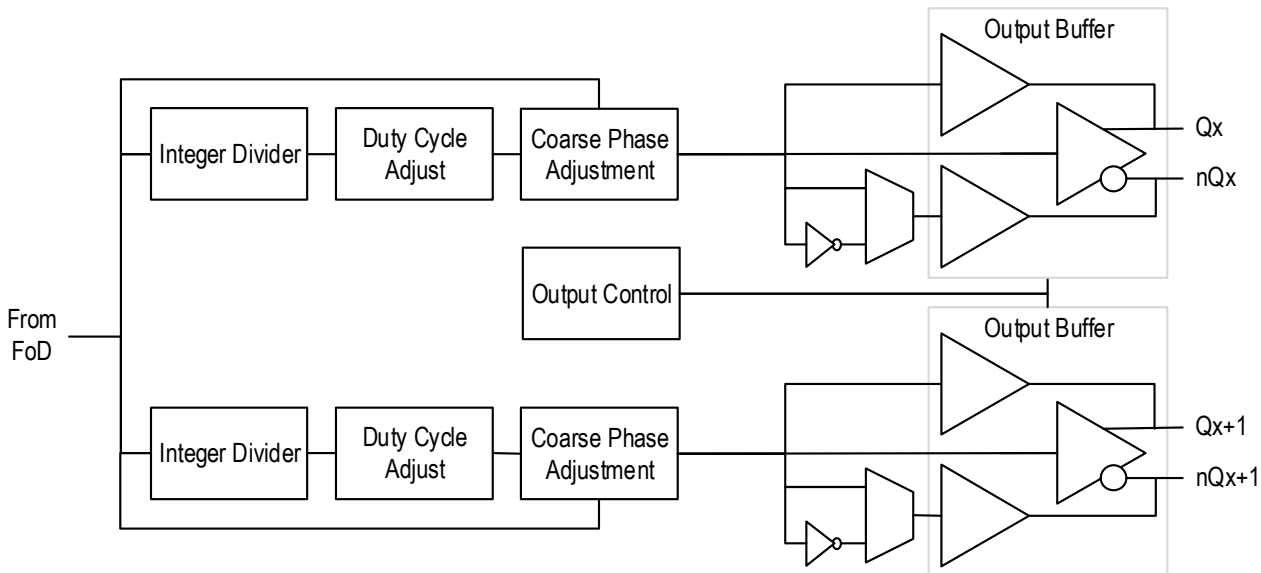 Output Buffer
Integer Divider
Duty Cycle
Adjust
Coarse Phase
Adjustment
Qx
nQx
Output Control
From
FoD
Output Buffer
Integer Divider
Duty Cycle
Adjust
Coarse Phase
Adjustment
Qx+1
nQx+1